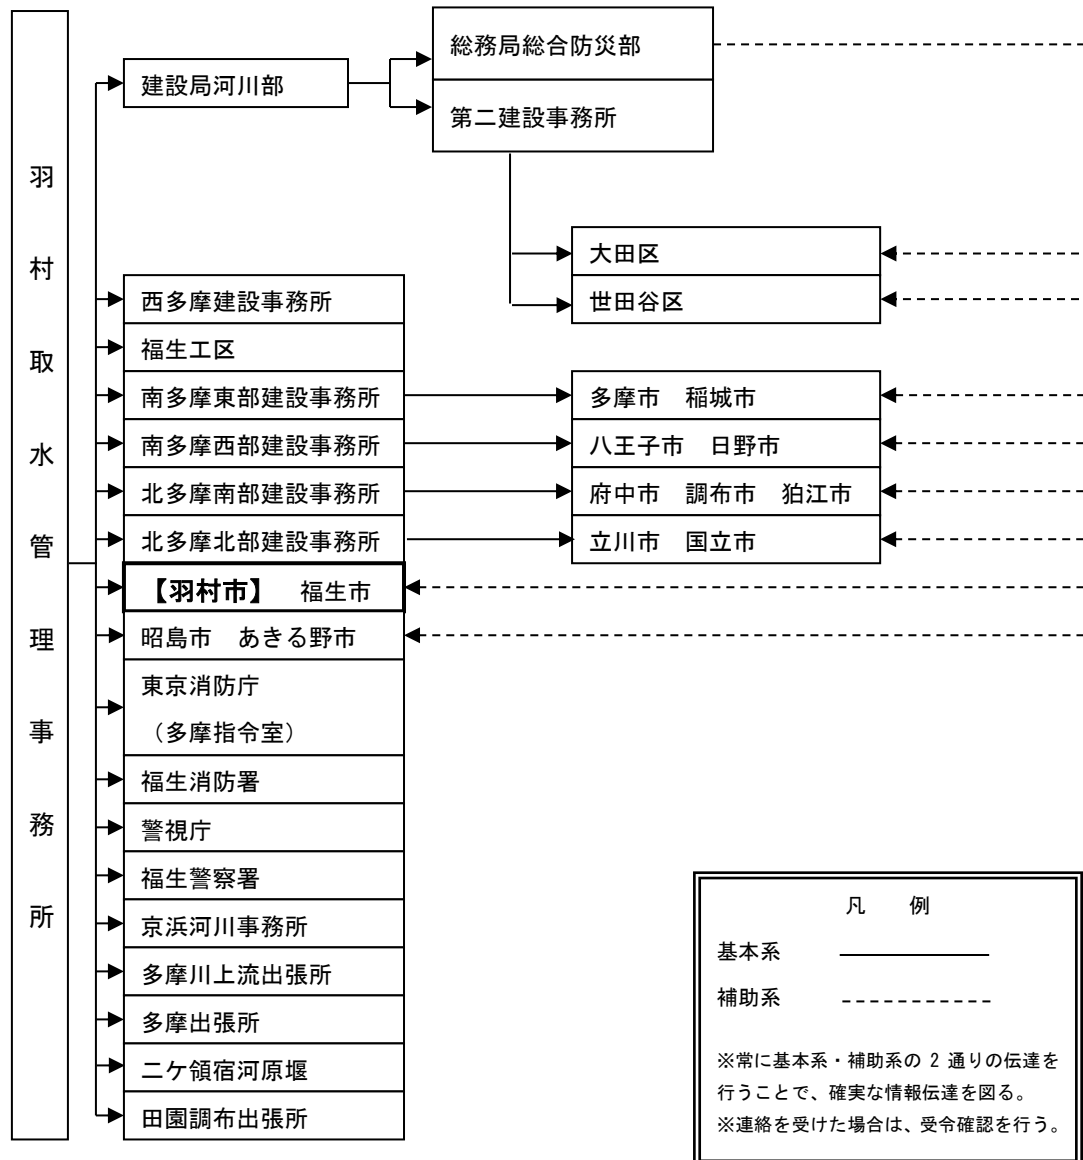 羽村取水管理事務所
建設局河川部
総務局総合防災部
第二建設事務所
大田区
世田谷区
西多摩建設事務所
福生工区
南多摩東部建設事務所
多摩市 稲城市
南多摩西部建設事務所
八王子市 日野市
北多摩南部建設事務所
府中市 調布市 狛江市
北多摩北部建設事務所
立川市 国立市
【羽村市】 福生市
昭島市 あきる野市
東京消防庁
（多摩指令室）
福生消防署
警視庁
福生警察署
京浜河川事務所
多摩川上流出張所
多摩出張所
二ケ領宿河原堰
田園調布出張所
凡 例
基本系
補助系
※常に基本系・補助系の 2 通りの伝達を
行うことで、確実な情報伝達を図る。
※連絡を受けた場合は、受令確認を行う。